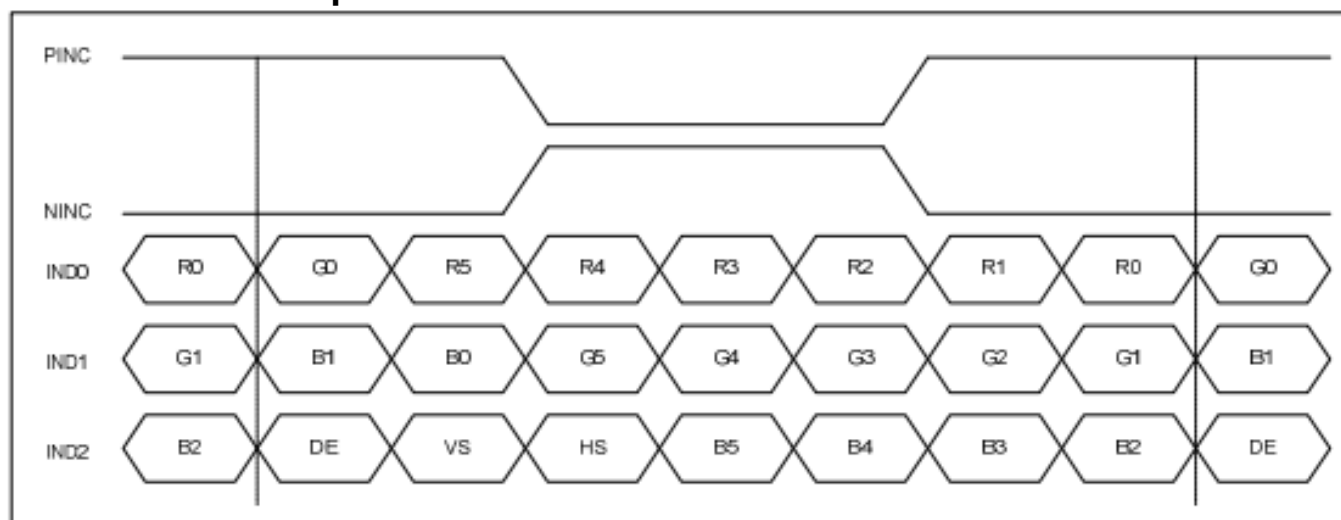 PINC
NINC
IND0 R0 G0 R5 R4 R3 R2 R1 R0 G0
IND1 G1 B1 B0 G5 G4 G3 G2 G1 B1
IND2 B2 DE VS HS B5 B4 B3 B2 DE